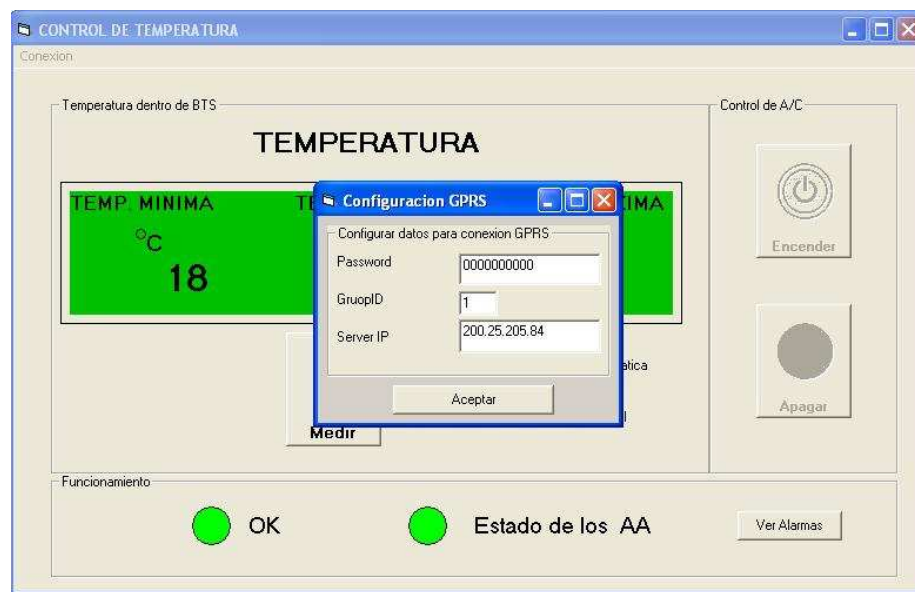 CONTROL DE TEMPERATURA
Conexion
Temperatura dentro de BTS
Control de A/C
TEMPERATURA
TEMP. MINIMA
°C
18
Configuracion GPRS
Configurar datos para conexion GPRS
Password
0000000000
GruopID
1
Server IP
200.25.205.84
Aceptar
Medir
Encender
Apagar
Funcionamiento
OK
Estado de los AA
Ver Alarmas